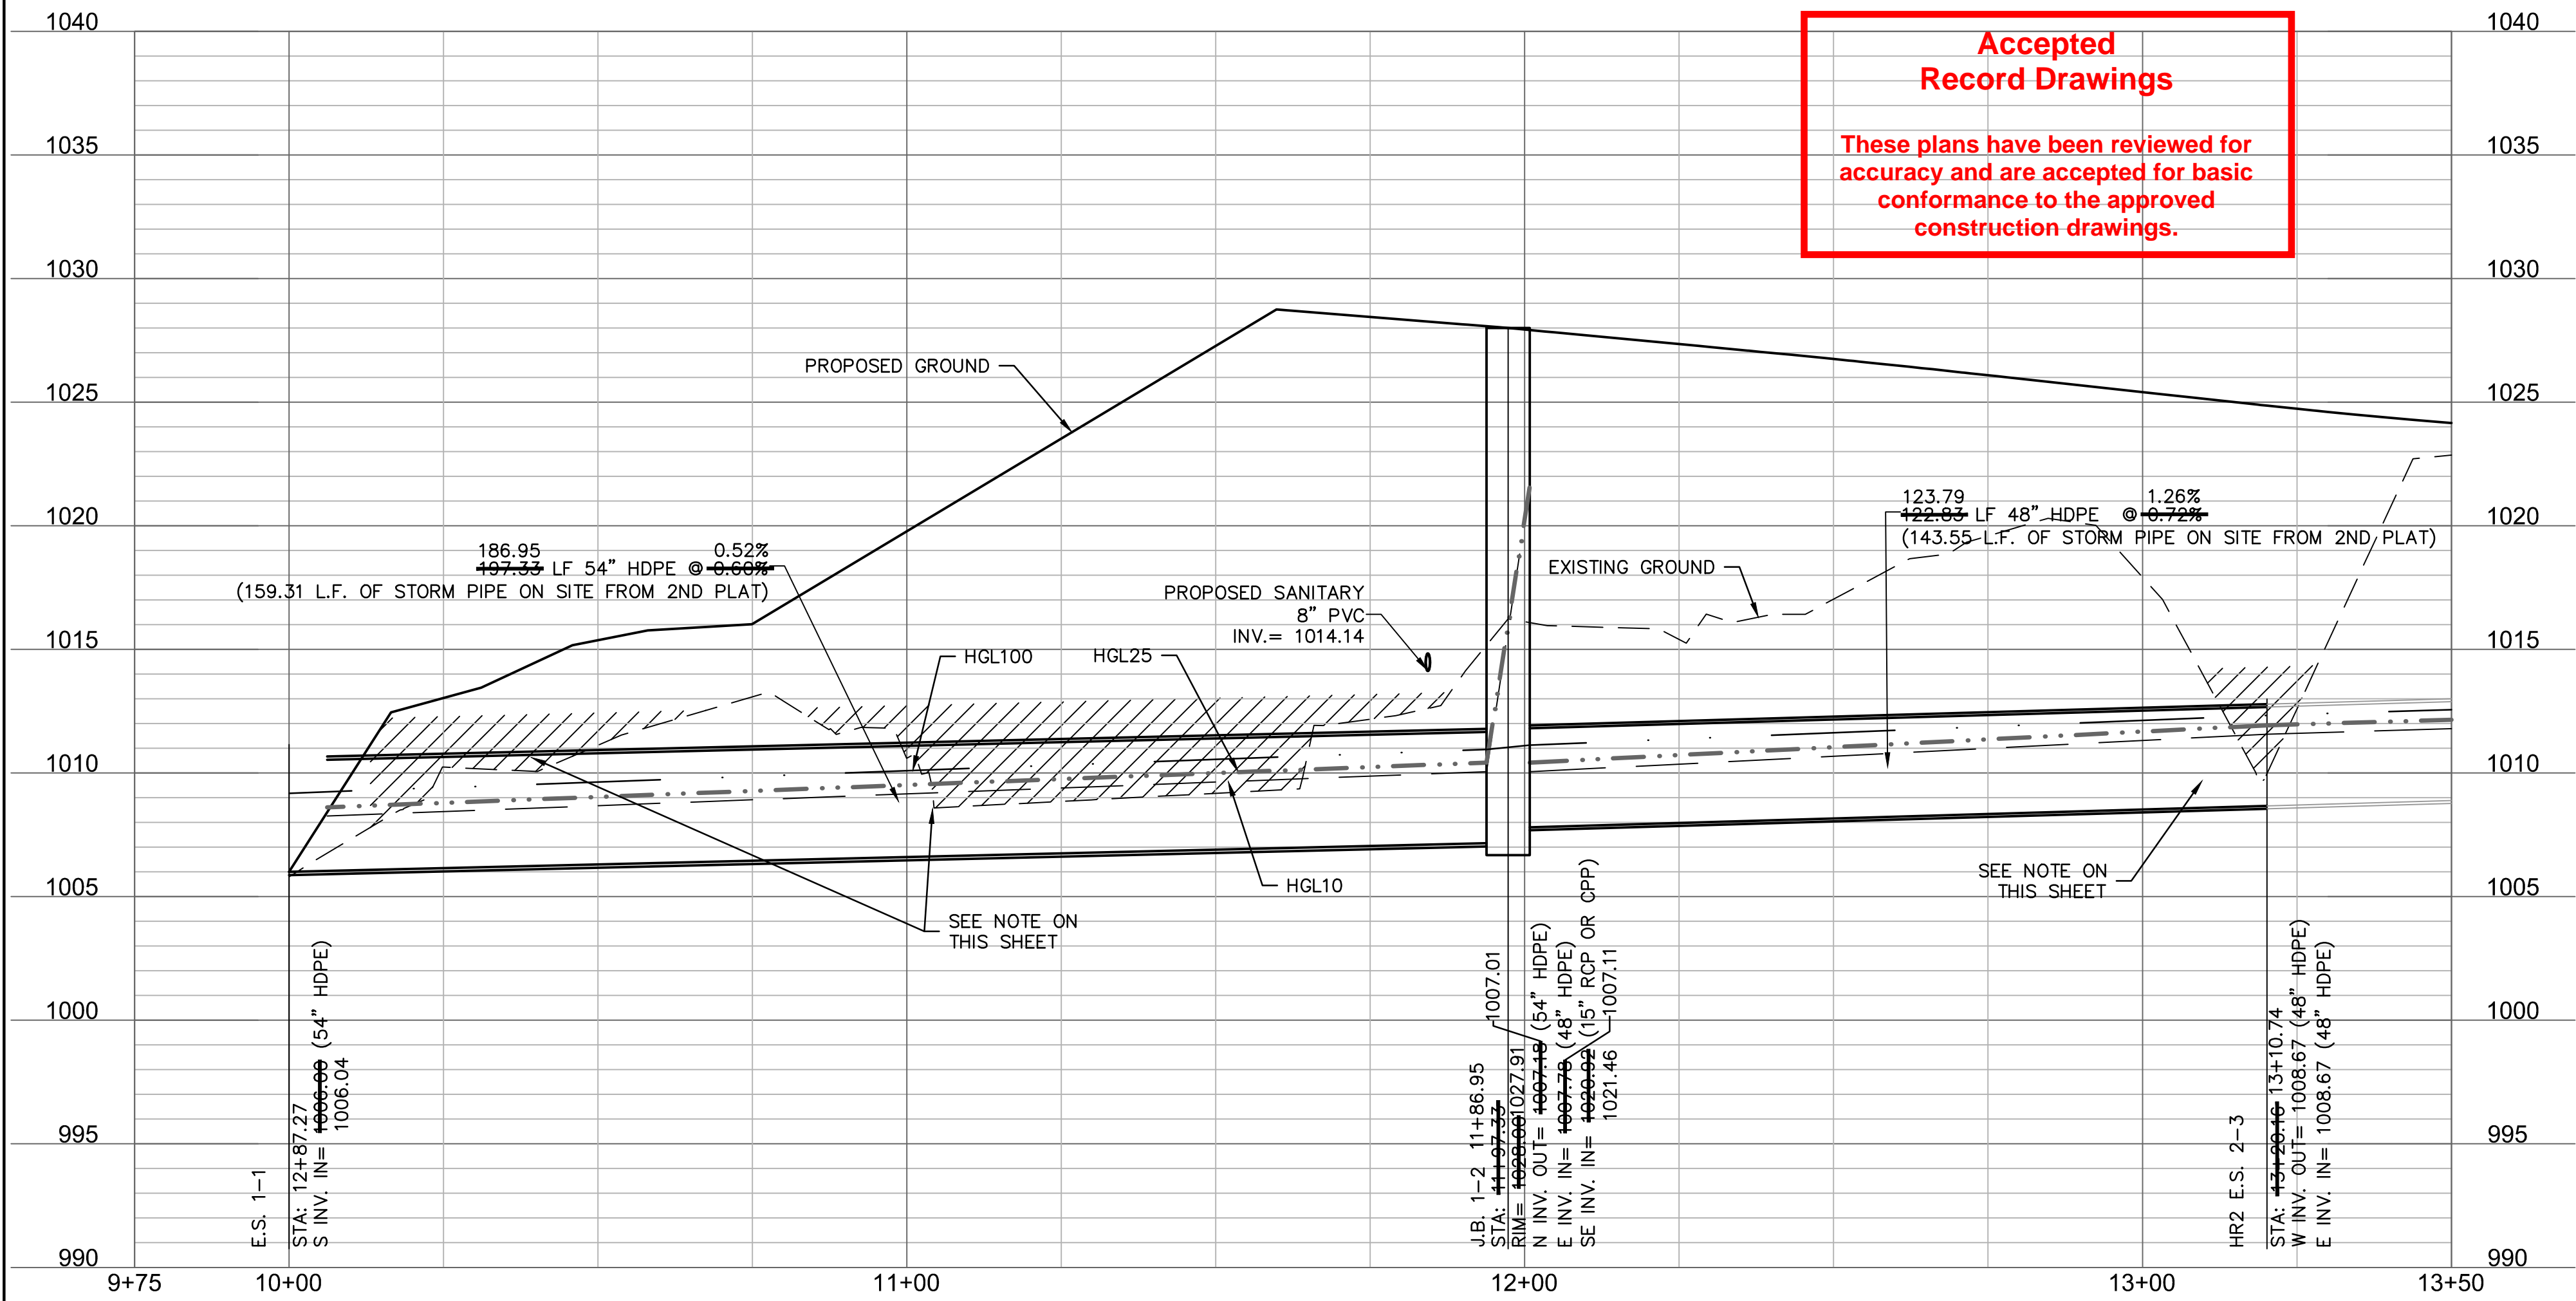 1040
1035
1030
1025
1020
1015
1010
1005
1000
995
990
1040
1035
1030
1025
1020
1015
1010
1005
1000
995
990
Accepted
Record Drawings
These plans have been reviewed for
accuracy and are accepted for basic
conformance to the approved
construction drawings.
PROPOSED GROUND
186.95 0.52%
197.33 LF 54" HDPE @ 0.60%
(159.31 L.F. OF STORM PIPE ON SITE FROM 2ND PLAT)
PROPOSED SANITARY
8" PVC
INV.= 1014.14
HGL100
HGL25
HGL10
SEE NOTE ON
THIS SHEET
EXISTING GROUND
123.79 1.26%
122.83 LF 48" HDPE @ 0.72%
(143.55 L.F. OF STORM PIPE ON SITE FROM 2ND PLAT)
SEE NOTE ON
THIS SHEET
E.S. 1-1
STA: 12+87.27
S INV. IN= 1006.00 (54" HDPE)
1006.04
J.B. 1-2 11+86.95
STA: 11+97.33
1007.01
RIM= 1028.00 1027.91
N INV. OUT= 1007.18 (54" HDPE)
E INV. IN= 1007.78 (48" HDPE)
SE INV. IN= 1020.92 (15" RCP OR CPP)
1021.46
1007.11
HR2 E.S. 2-3
STA: 13+20.16 13+10.74
W INV. OUT= 1008.67 (48" HDPE)
E INV. IN= 1008.67 (48" HDPE)
9+75
10+00
11+00
12+00
13+00
13+50